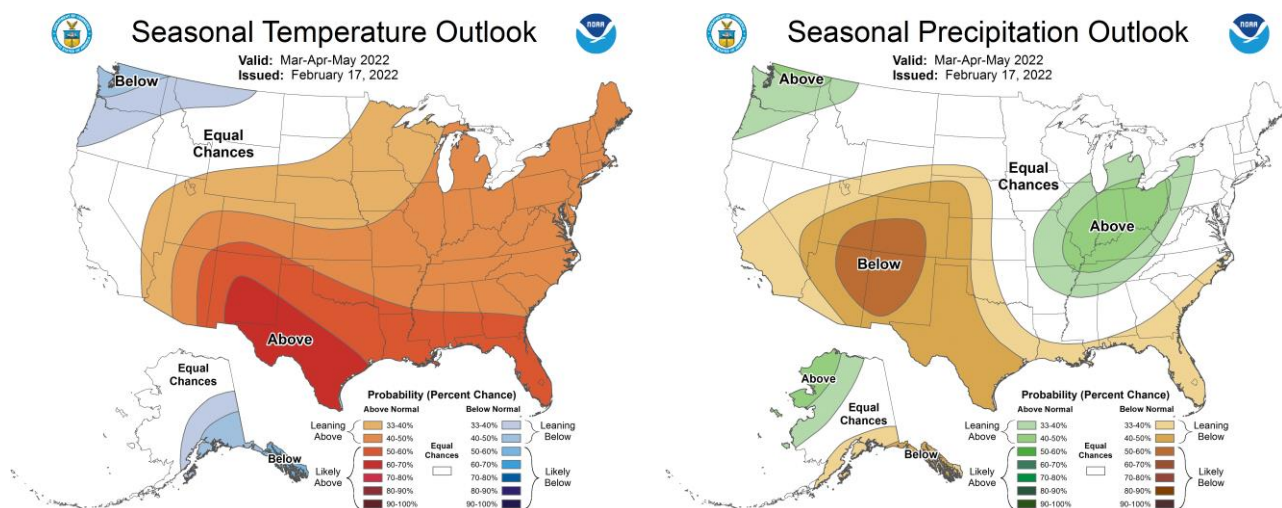 Seasonal Temperature Outlook
Valid: Mar-Apr-May 2022
Issued: February 17, 2022
NOAA
Below
Equal
Chances
Above
Equal
Chances
Below
Probability (Percent Chance)
Above Normal
Below Normal
Leaning
Above
33-40%
40-50%
Likely
Above
50-60%
60-70%
70-80%
80-90%
90-100%
Equal
Chances
33-40%
40-50%
Leaning
Below
50-60%
60-70%
70-80%
80-90%
90-100%
Likely
Below
Seasonal Precipitation Outlook
Valid: Mar-Apr-May 2022
Issued: February 17, 2022
NOAA
Above
Equal
Chances
Above
Below
Above
Equal
Chances
Below
Probability (Percent Chance)
Above Normal
Below Normal
Leaning
Above
33-40%
40-50%
Likely
Above
50-60%
60-70%
70-80%
80-90%
90-100%
Equal
Chances
33-40%
40-50%
Leaning
Below
50-60%
60-70%
70-80%
80-90%
90-100%
Likely
Below